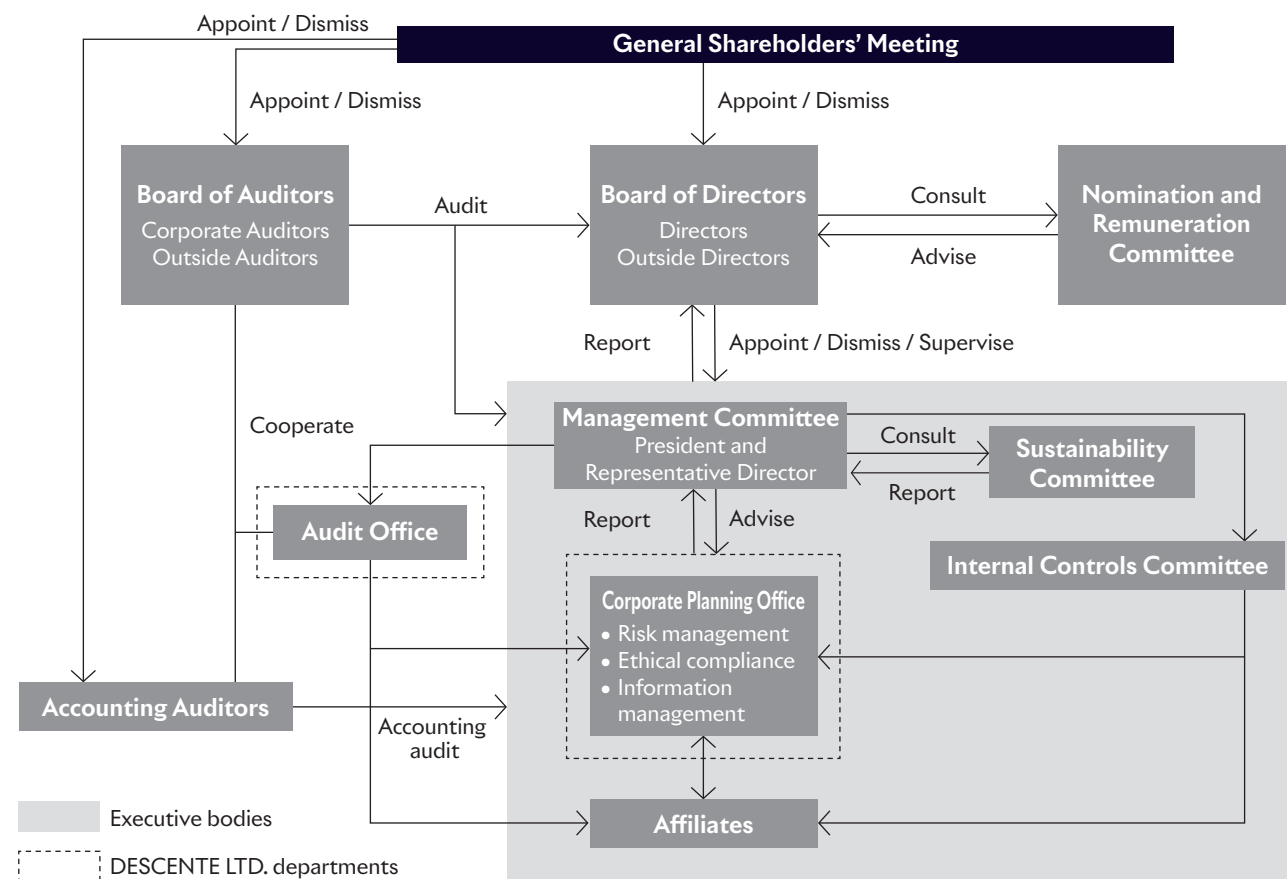 Appoint / Dismiss
General Shareholders’ Meeting
Appoint / Dismiss
Appoint / Dismiss
Board of Auditors
Corporate Auditors
Outside Auditors
Audit
Board of Directors
Directors
Outside Directors
Consult
Advise
Nomination and
Remuneration
Committee
Report
Appoint / Dismiss / Supervise
Cooperate
Management Committee
President and
Representative Director
Consult
Report
Sustainability
Committee
Audit Office
Report
Advise
Internal Controls Committee
Corporate Planning Office
• Risk management
• Ethical compliance
• Information
management
Accounting Auditors
Accounting
audit
Affiliates
Executive bodies
DESCENTE LTD. departments